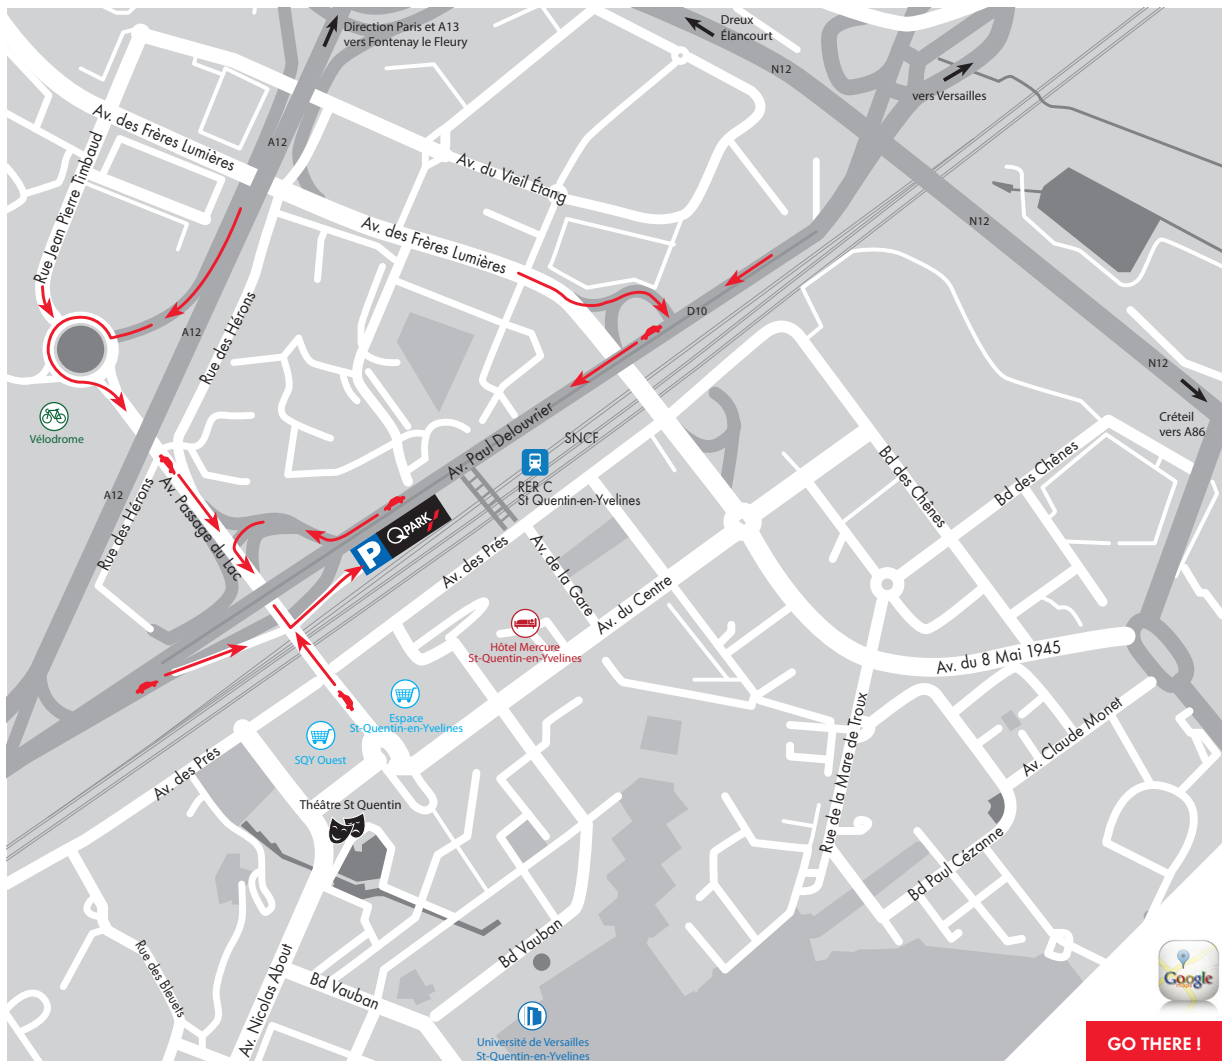 Direction Paris et A13
vers Fontenay le Fleury
Dreux
Élancourt
N12
vers Versailles
Av. des Frères Lumières
A12
Rue Jean Pierre Timbaud
Av. du Vieil Étang
Av. des Frères Lumières
N12
D10
A12
Rue des Hérons
N12
Créteil
vers A86
Vélodrome
Av. Paul Delouvrier
SNCF
RER C
St Quentin-en-Yvelines
Bd des Chênes
Bd des Chênes
A12
Rue des Hérons
Av. Passage du Lac
P
Q PARK
Av. des Prés
Av. de la Gare
Av. du Centre
Hôtel Mercure
St-Quentin-en-Yvelines
Av. du 8 Mai 1945
Espace
St-Quentin-en-Yvelines
SQY Ouest
Av. des Prés
Rue de la Mare de Troux
Av. Claude Monet
Théâtre St Quentin
Bd Paul Cézanne
Rue des Bleuets
Av. Nicolas About
Bd Vauban
Bd Vauban
Google
maps
Université de Versailles
St-Quentin-en-Yvelines
GO THERE !